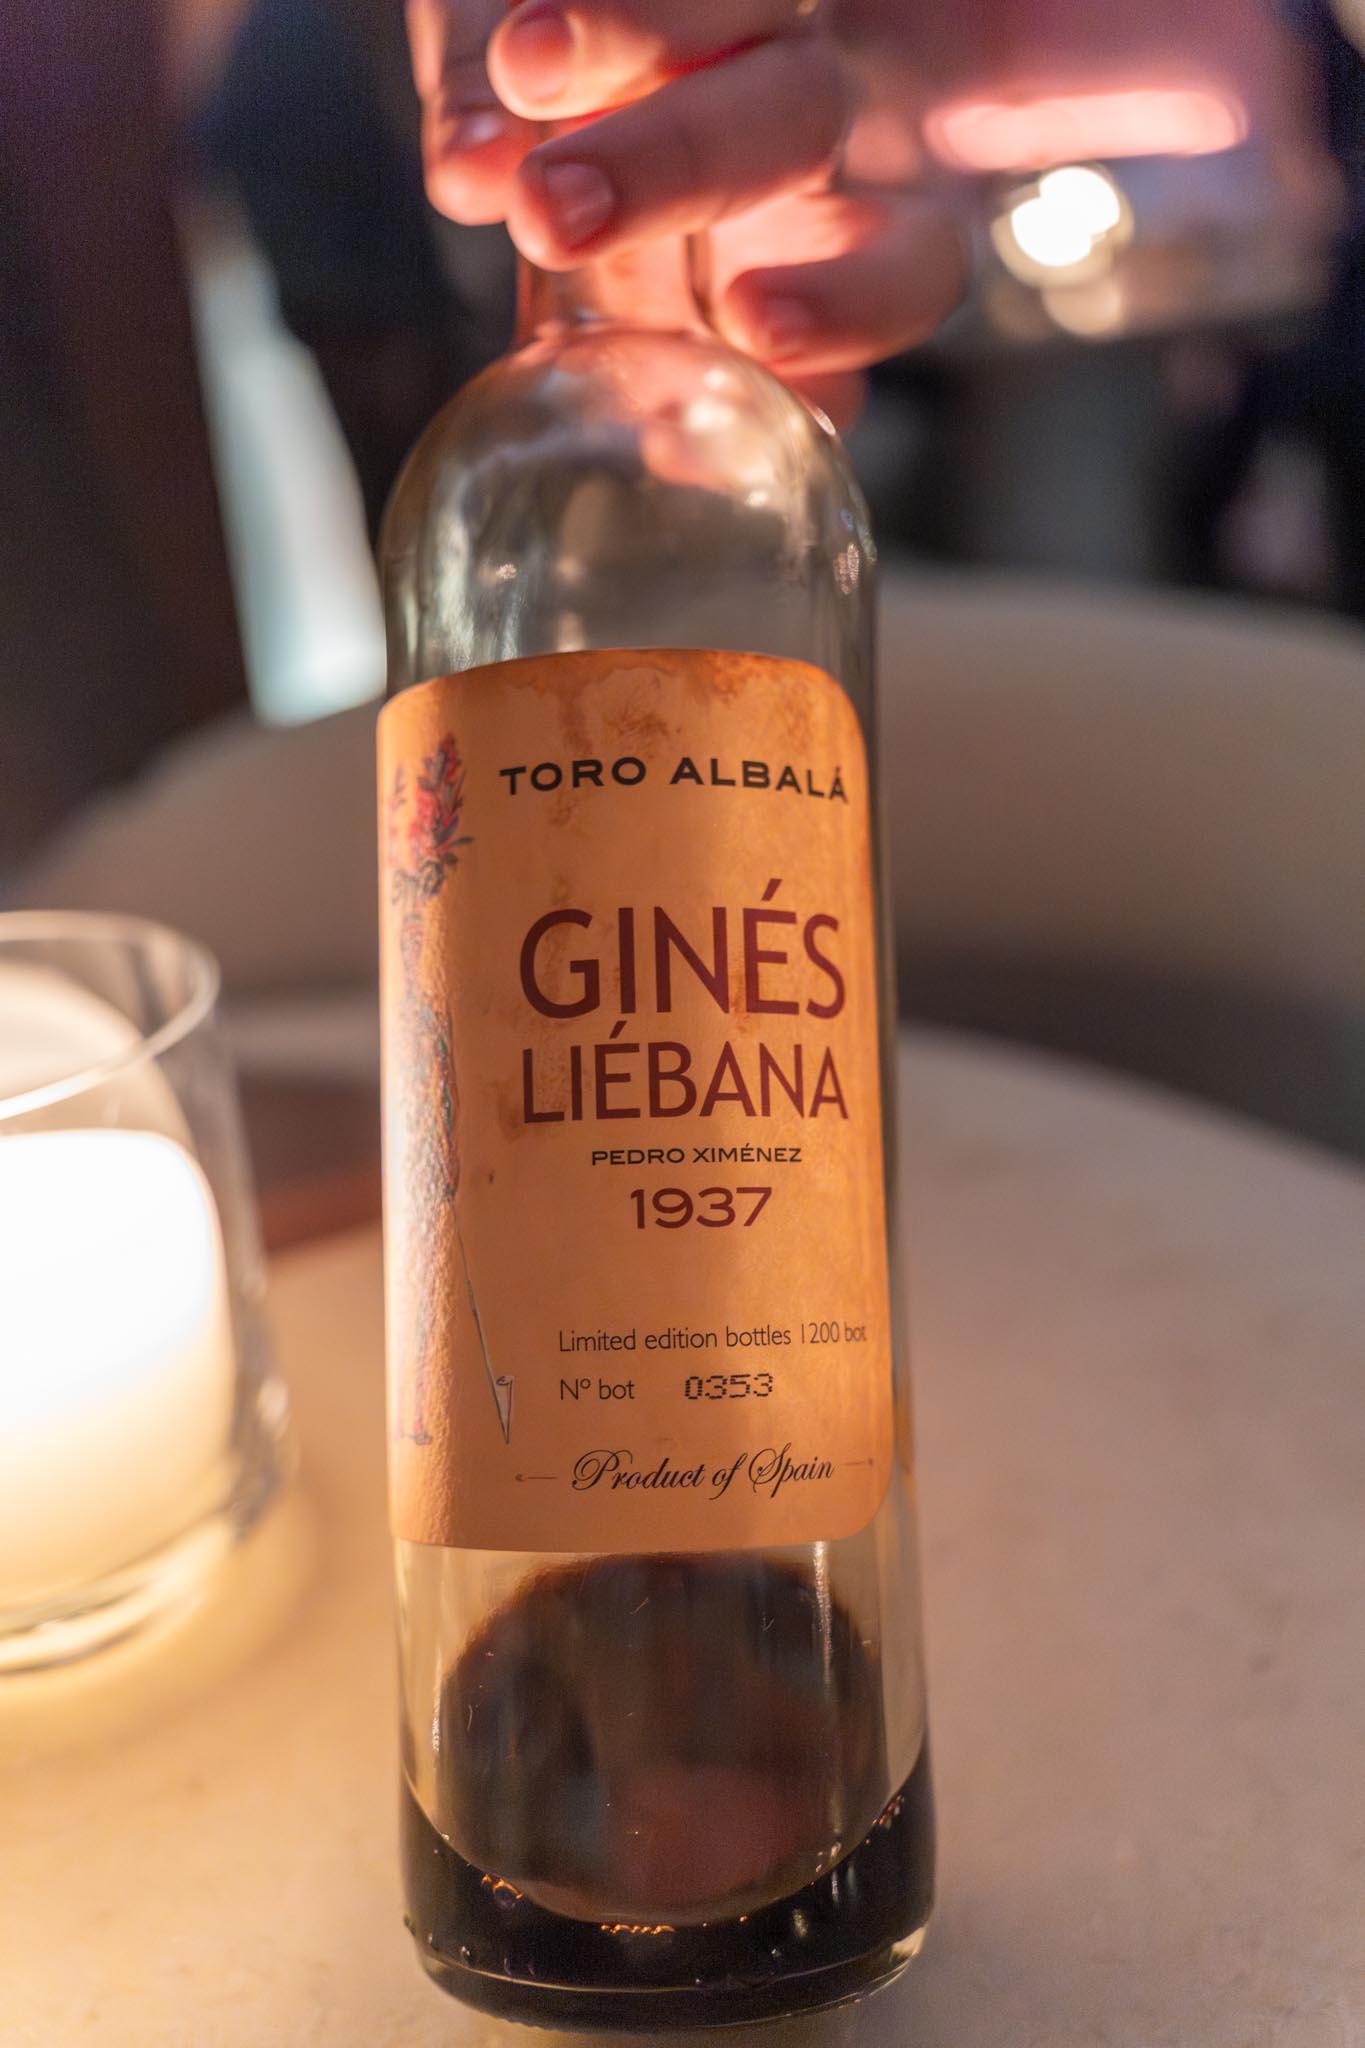 TORO ALBALÁ
GINÉS
LIÉBANA
PEDRO XIMÉNEZ
1937
Limited edition bottles 1200 bot
Nº bot 0353
Product of Spain